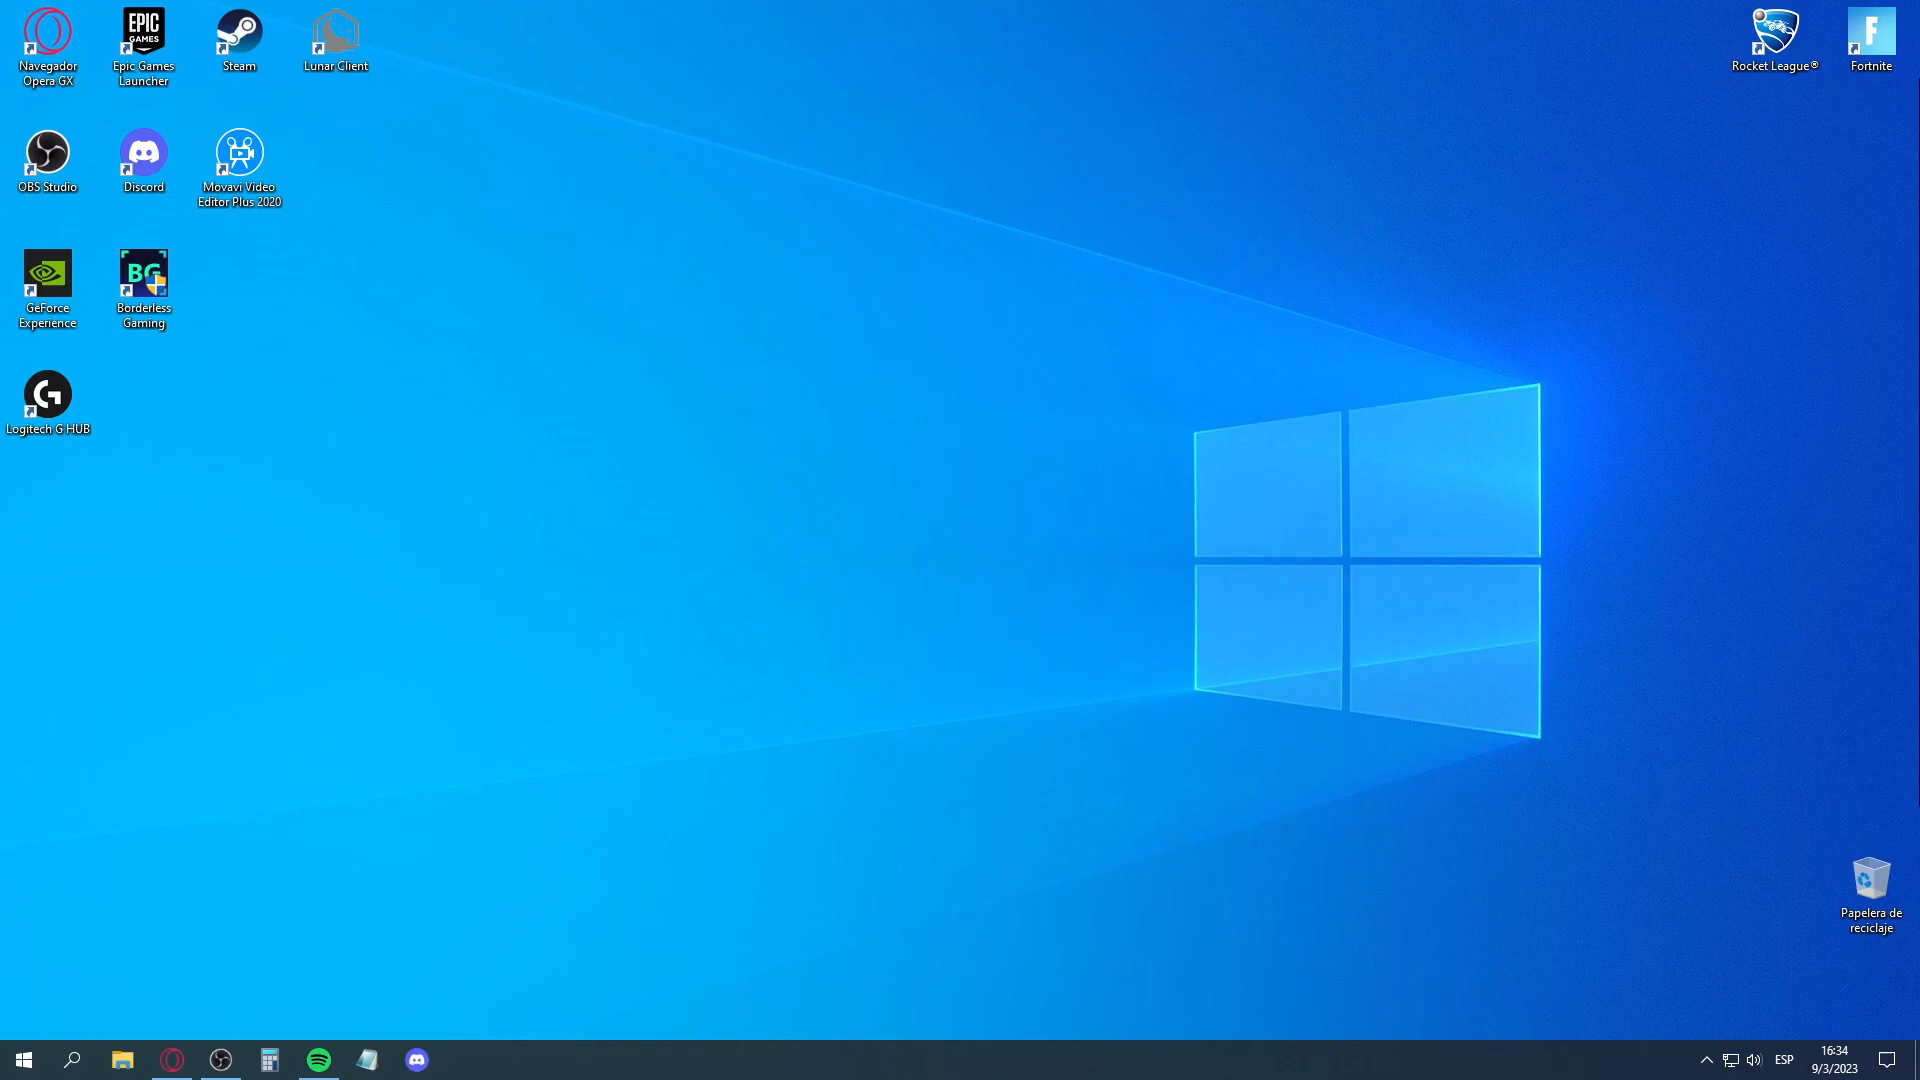 Navegador
Opera GX
EPIC
GAMES
Epic Games
Launcher
Steam
Lunar Client
Rocket League®
F
Fortnite
OBS Studio
Discord
Movavi Video
Editor Plus 2020
GeForce
Experience
BG
Borderless
Gaming
G
Logitech G HUB
Papelera de
reciclaje
ESP
16:34
9/3/2023